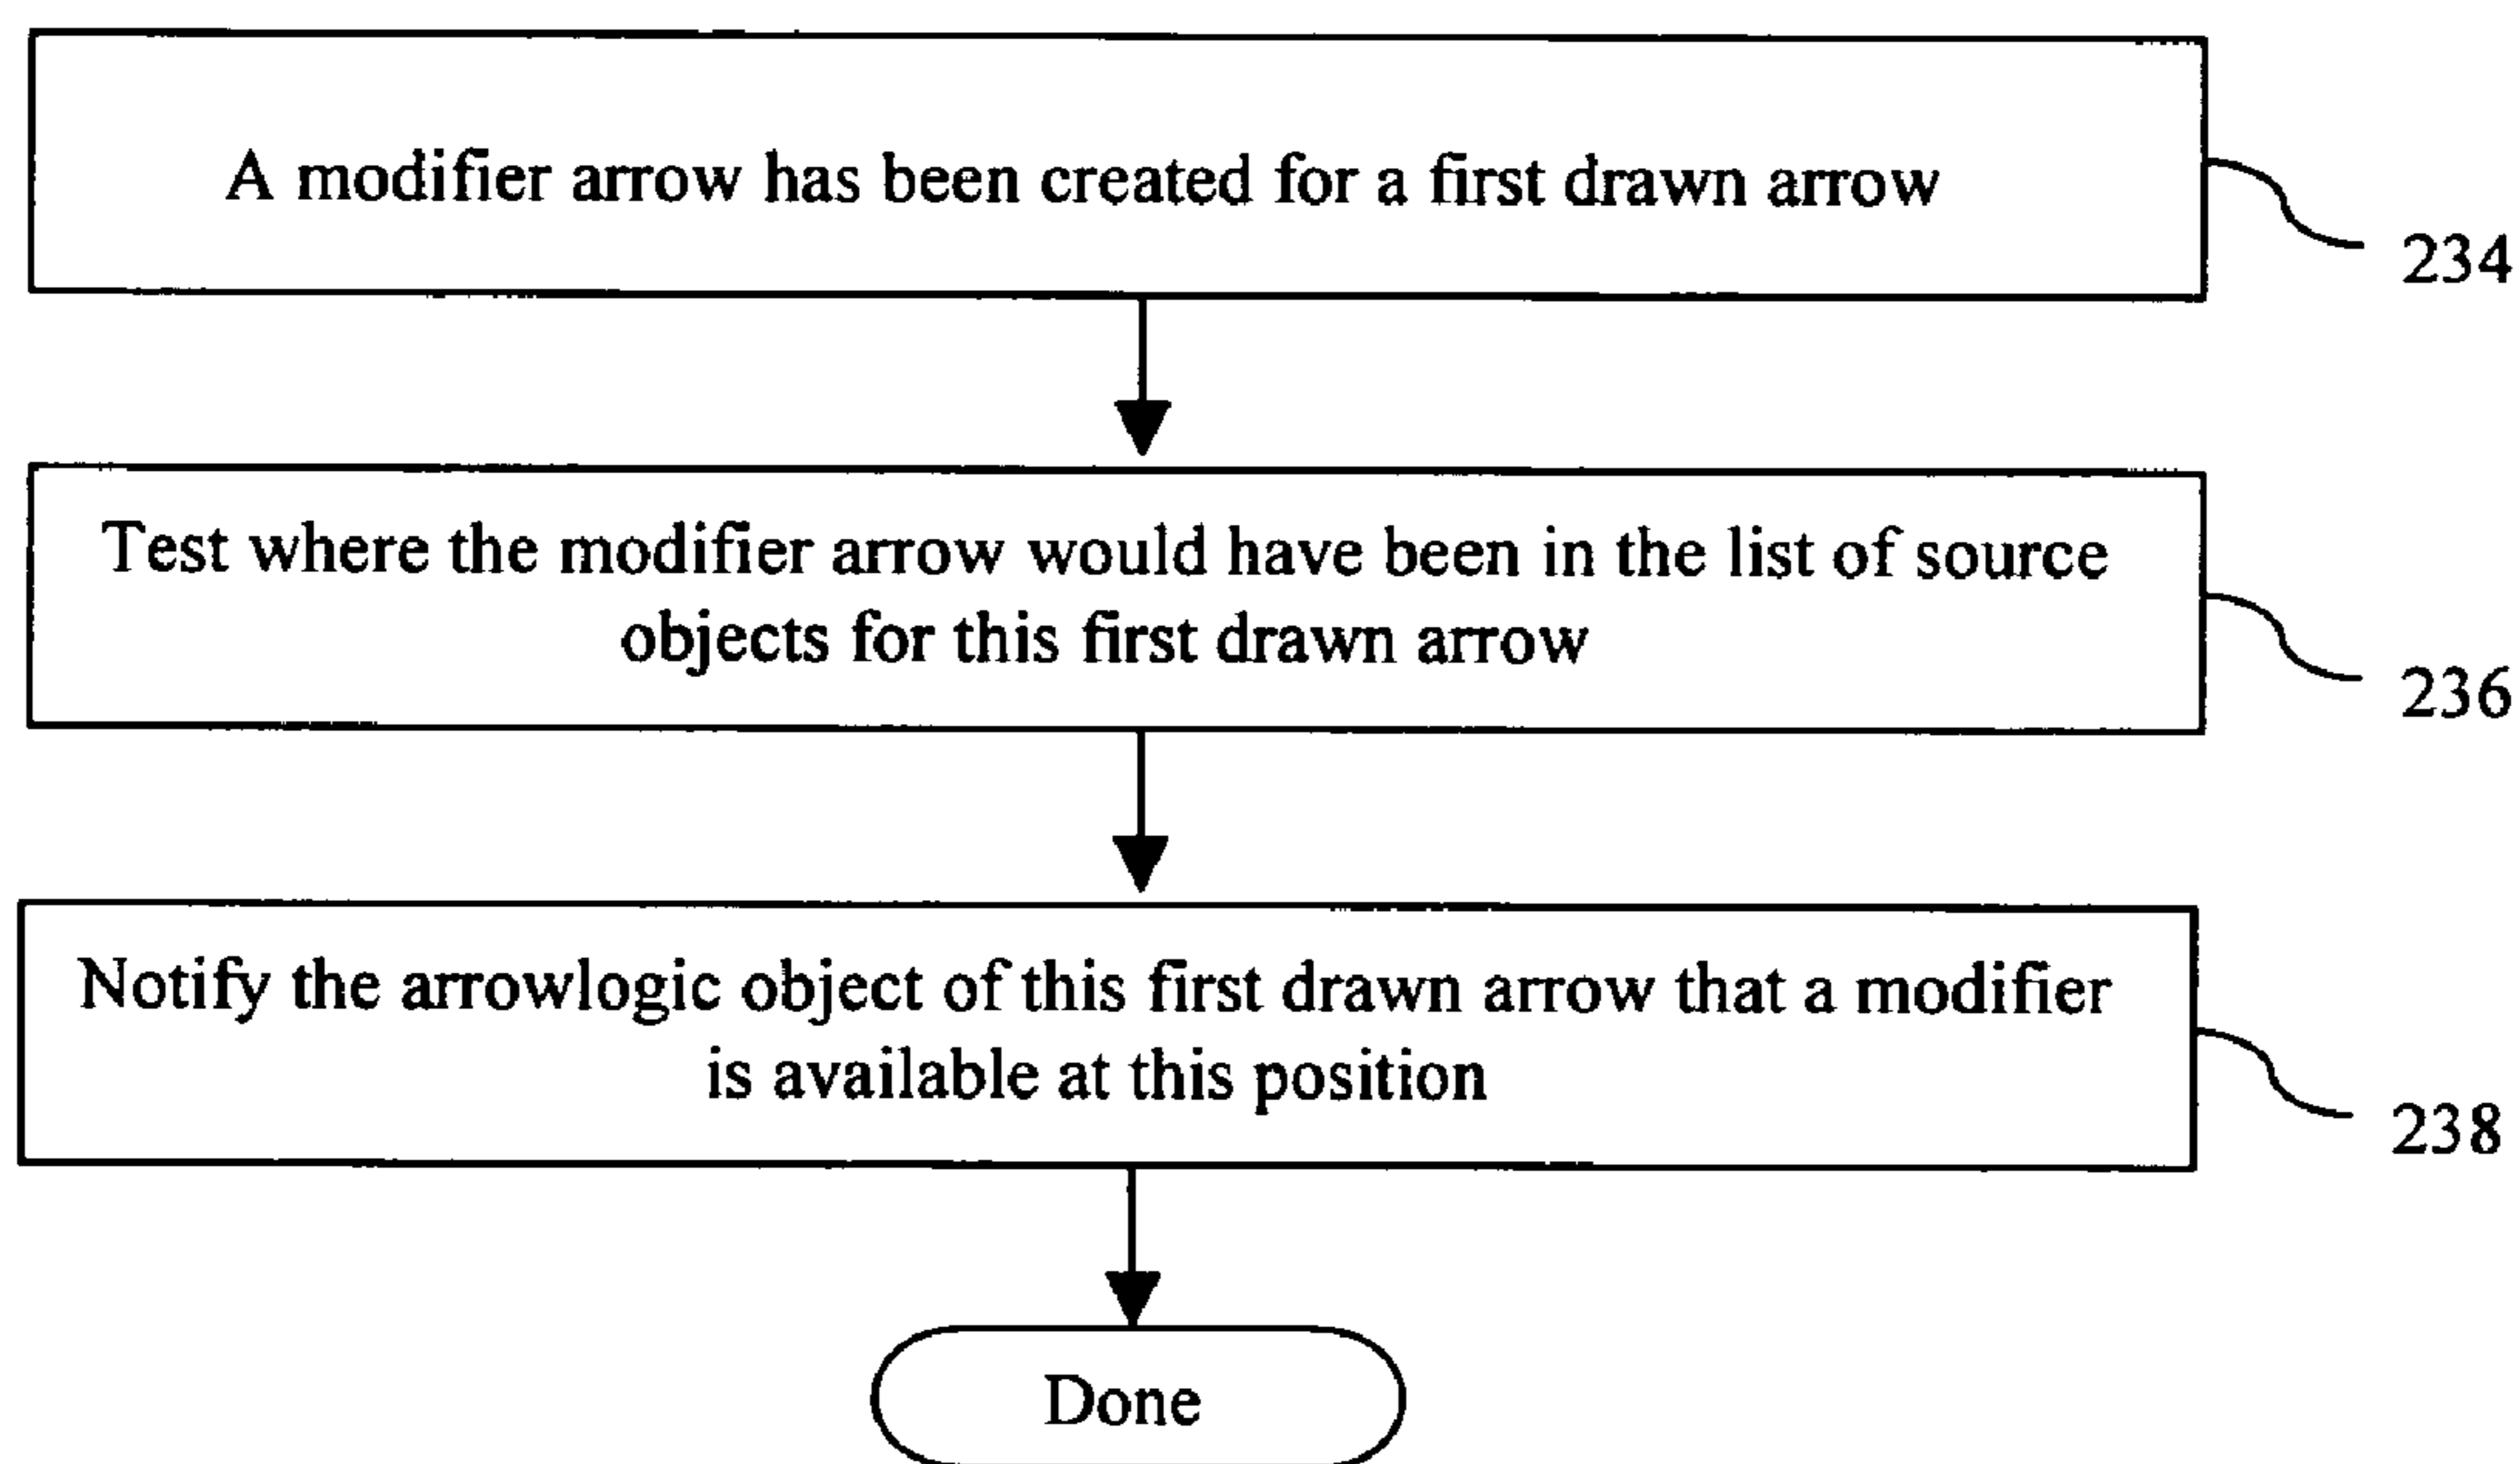 A modifier arrow has been created for a first drawn arrow
234
Test where the modifier arrow would have been in the list of source
objects for this first drawn arrow
236
Notify the arrowlogic object of this first drawn arrow that a modifier
is available at this position
238
Done